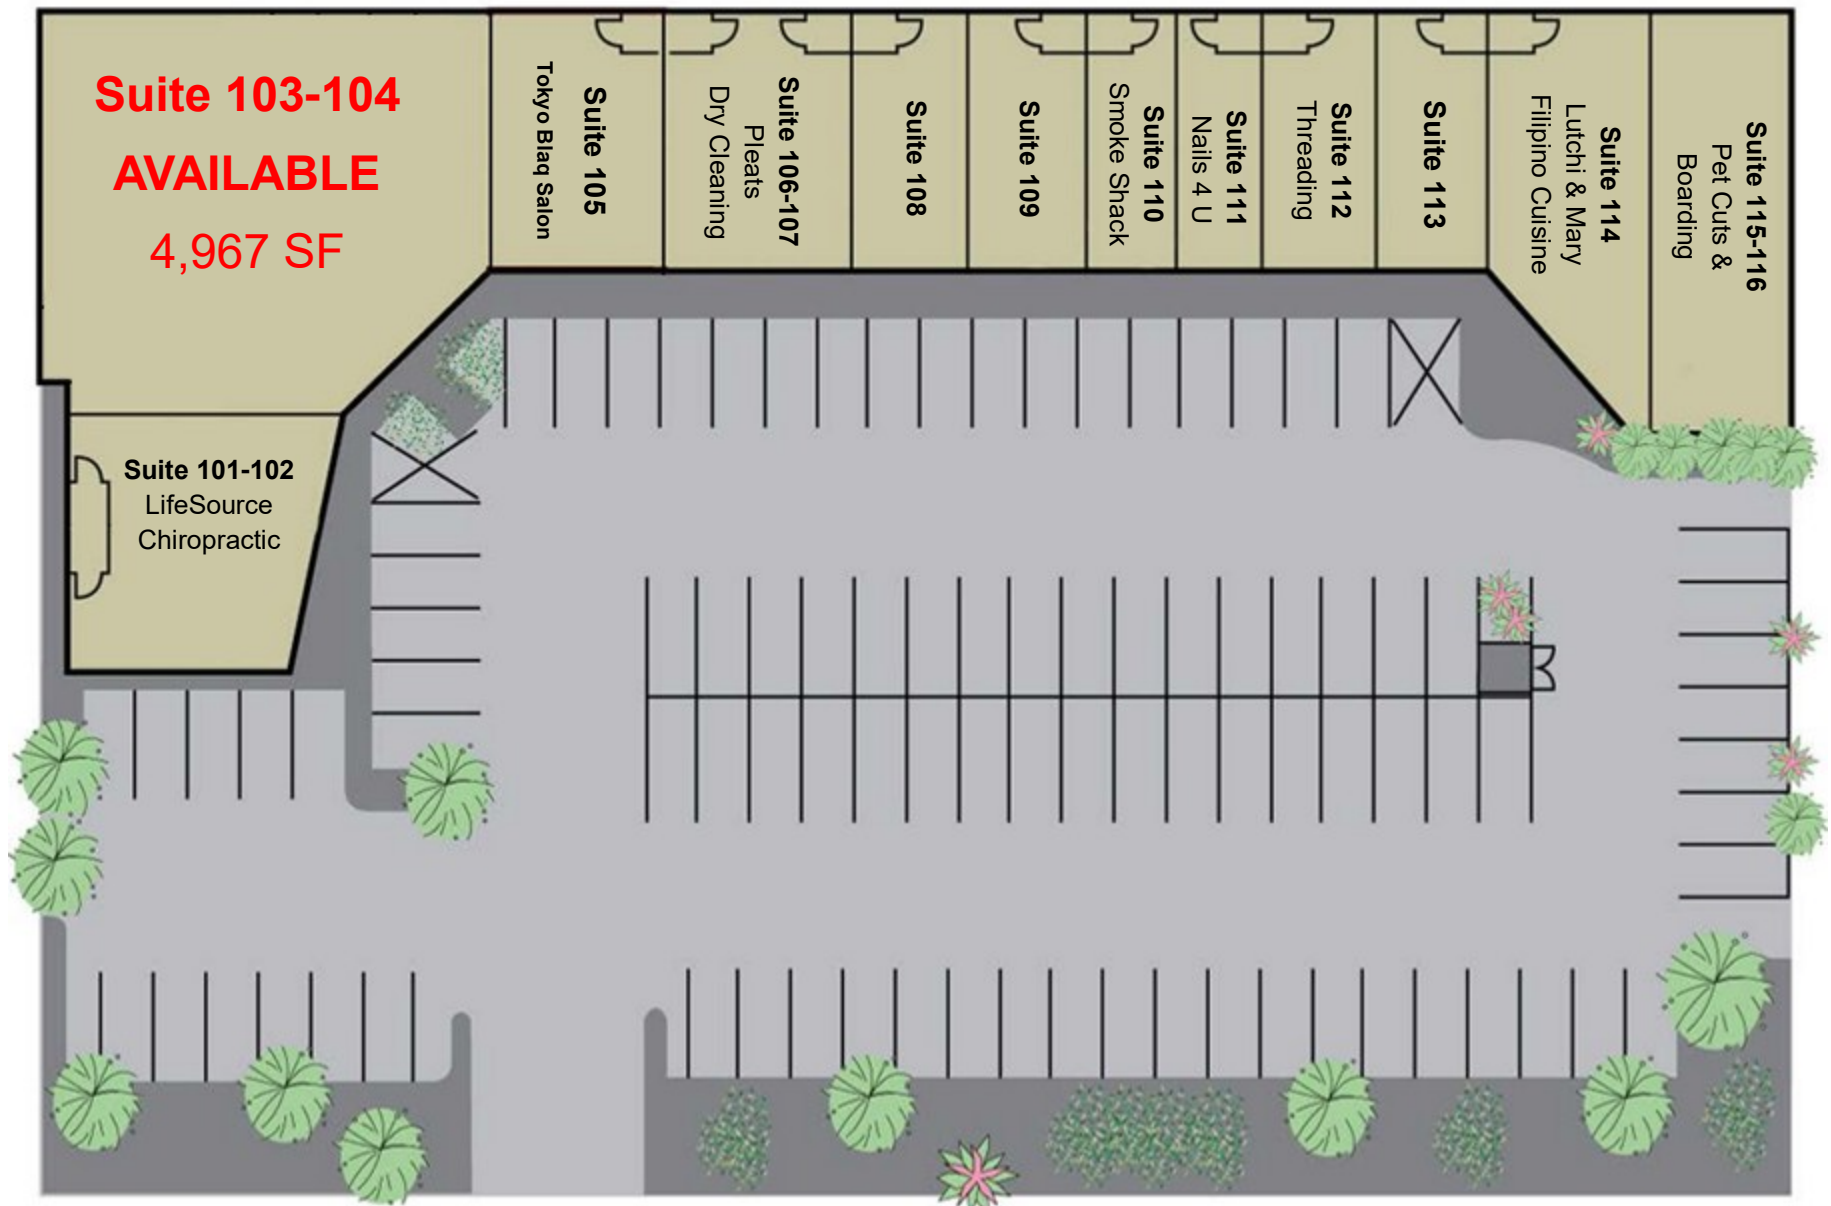 Suite 103-104
AVAILABLE
4,967 SF
Suite 105
Tokyo Blaq Salon
Suite 106-107
Pleats
Dry Cleaning
Suite 108
Suite 109
Suite 110
Smoke Shack
Suite 111
Nails 4 U
Suite 112
Threading
Suite 113
Suite 114
Lutchi & Mary
Filipino Cuisine
Suite 115-116
Pet Cuts &
Boarding
Suite 101-102
LifeSource
Chiropractic